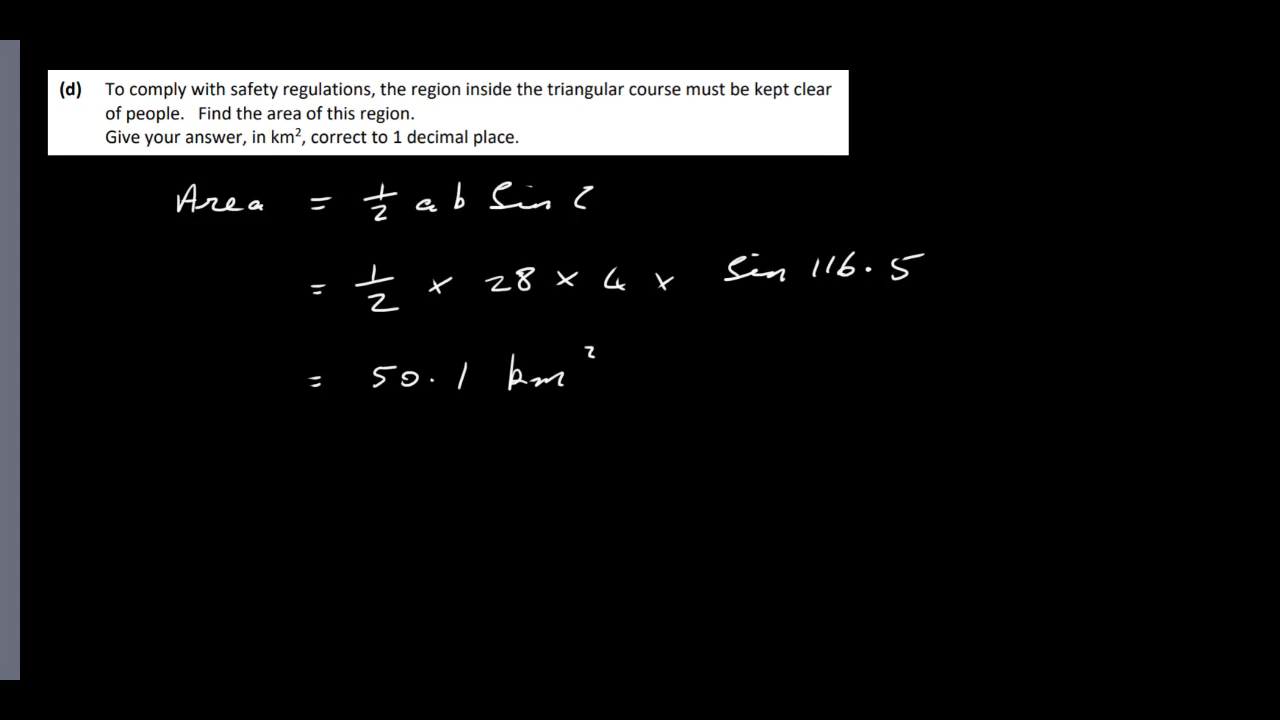 (d) To comply with safety regulations, the region inside the triangular course must be kept clear
of people. Find the area of this region.
Give your answer, in km², correct to 1 decimal place.
Area = 1/2 a b Sin C
= 1/2 × 28 × 4 × Sin 116.5
= 50.1 km²